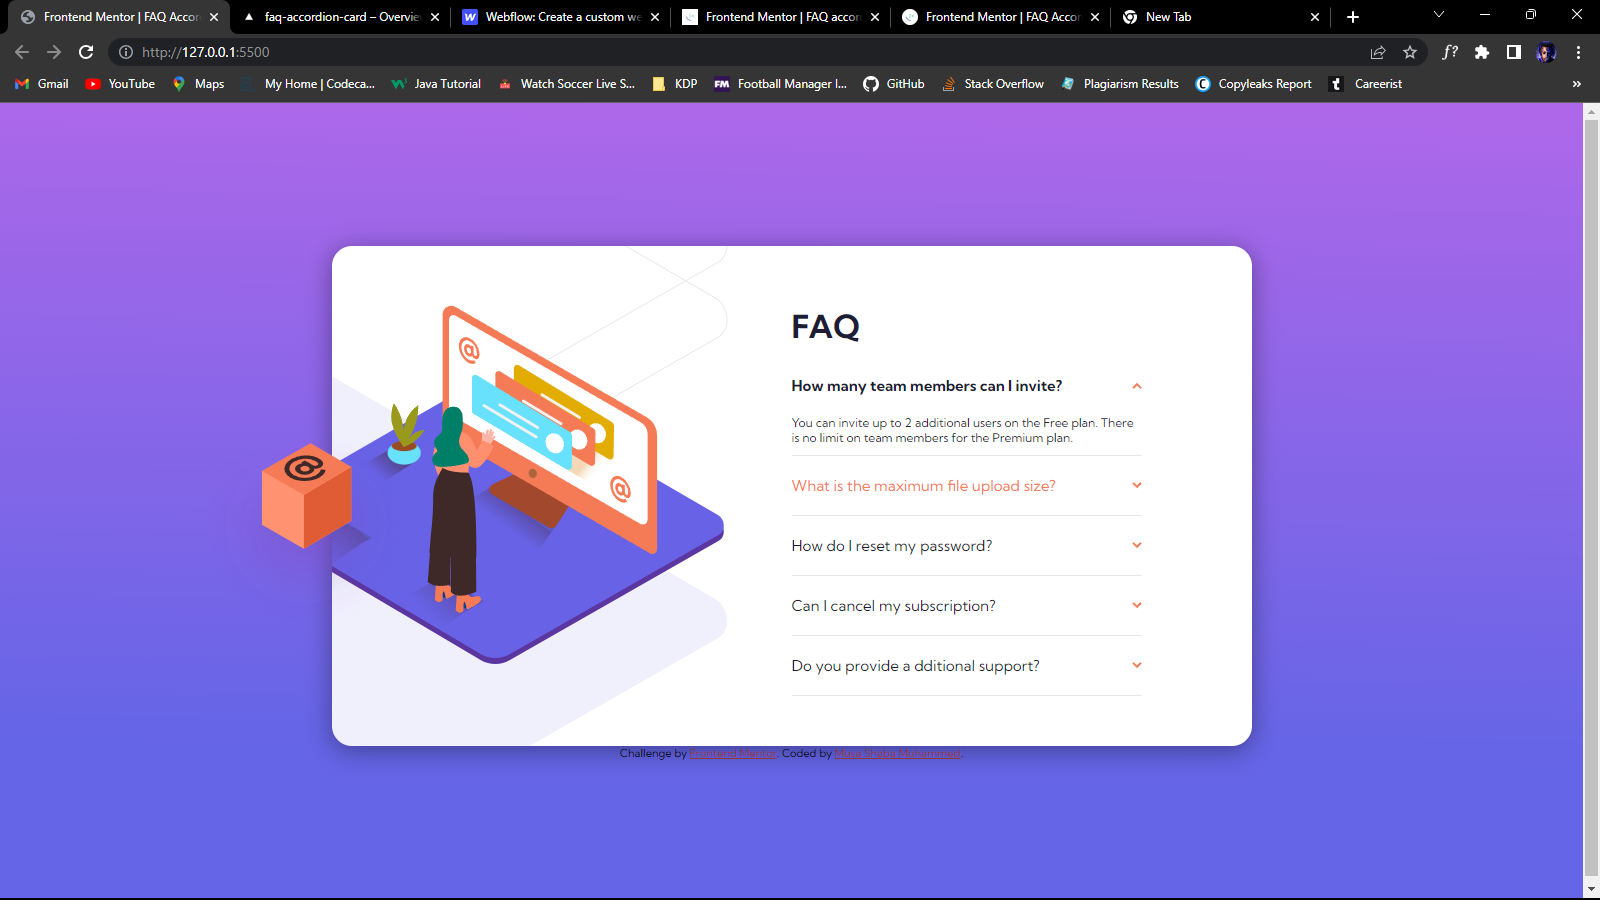 Frontend Mentor | FAQ Accor
faq-accordion-card – Overvie
Webflow: Create a custom we
Frontend Mentor | FAQ accor
Frontend Mentor | FAQ Accor
New Tab
http://127.0.0.1:5500
f?
Gmail
YouTube
Maps
My Home | Codeca...
Java Tutorial
Watch Soccer Live S...
KDP
FM Football Manager I...
GitHub
Stack Overflow
Plagiarism Results
Copyleaks Report
Careerist
FAQ
How many team members can I invite?
You can invite up to 2 additional users on the Free plan. There
is no limit on team members for the Premium plan.
What is the maximum file upload size?
How do I reset my password?
Can I cancel my subscription?
Do you provide a dditional support?
Challenge by Frontend Mentor. Coded by Musa Sheba Mohammed.